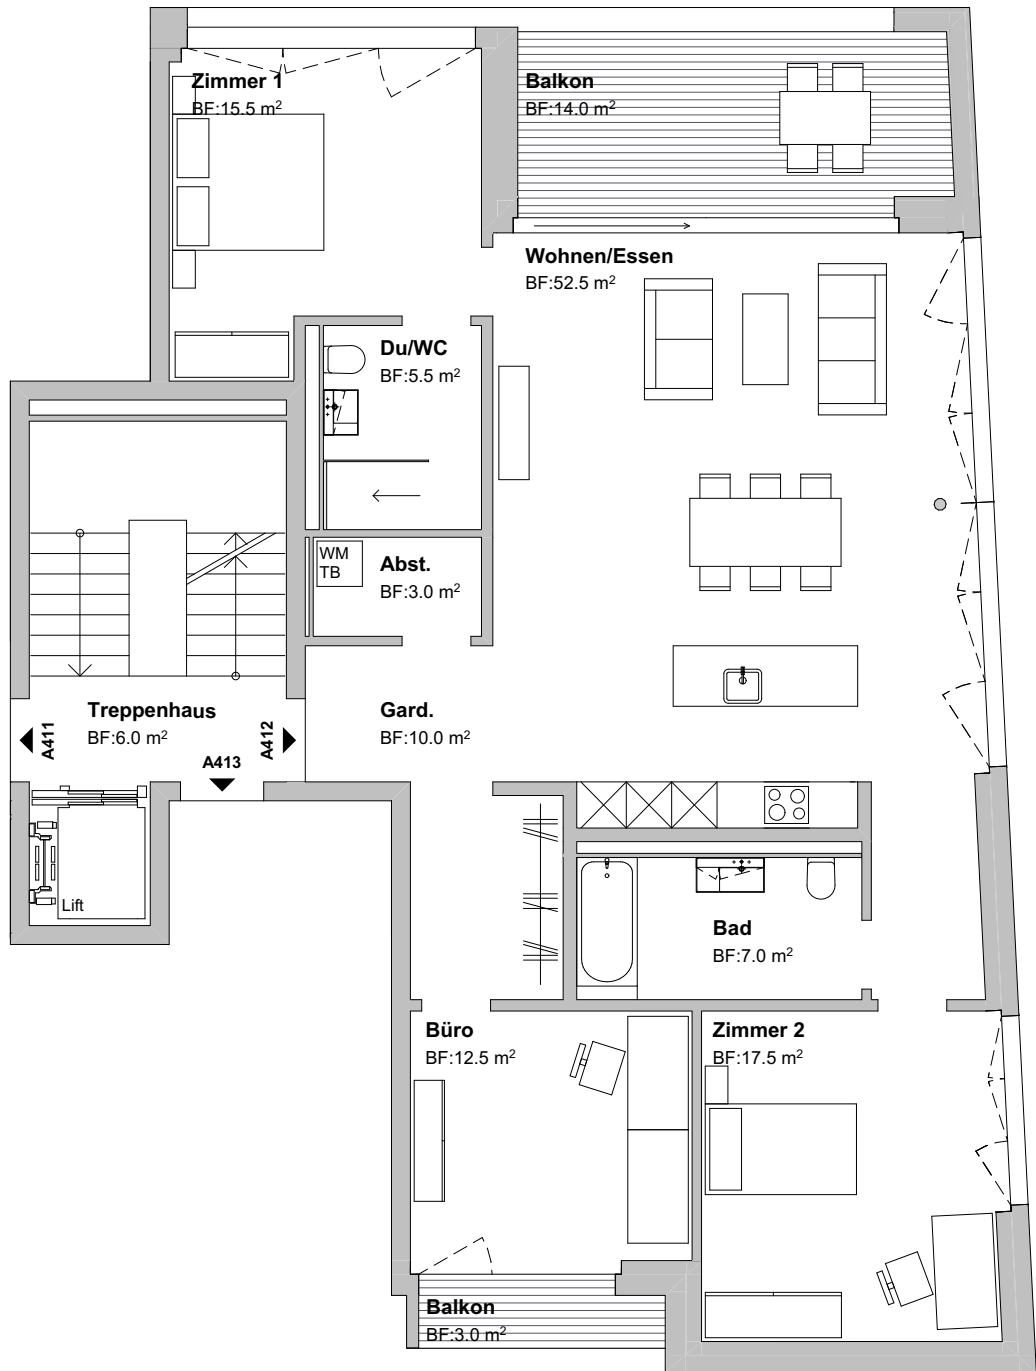 Zimmer 1
BF:15.5 m²
Balkon
BF:14.0 m²
Wohnen/Essen
BF:52.5 m²
Du/WC
BF:5.5 m²
WM
TB
Abst.
BF:3.0 m²
Treppenhaus
BF:6.0 m²
A411
A412
A413
Gard.
BF:10.0 m²
Lift
Bad
BF:7.0 m²
Büro
BF:12.5 m²
Zimmer 2
BF:17.5 m²
Balkon
BF:3.0 m²